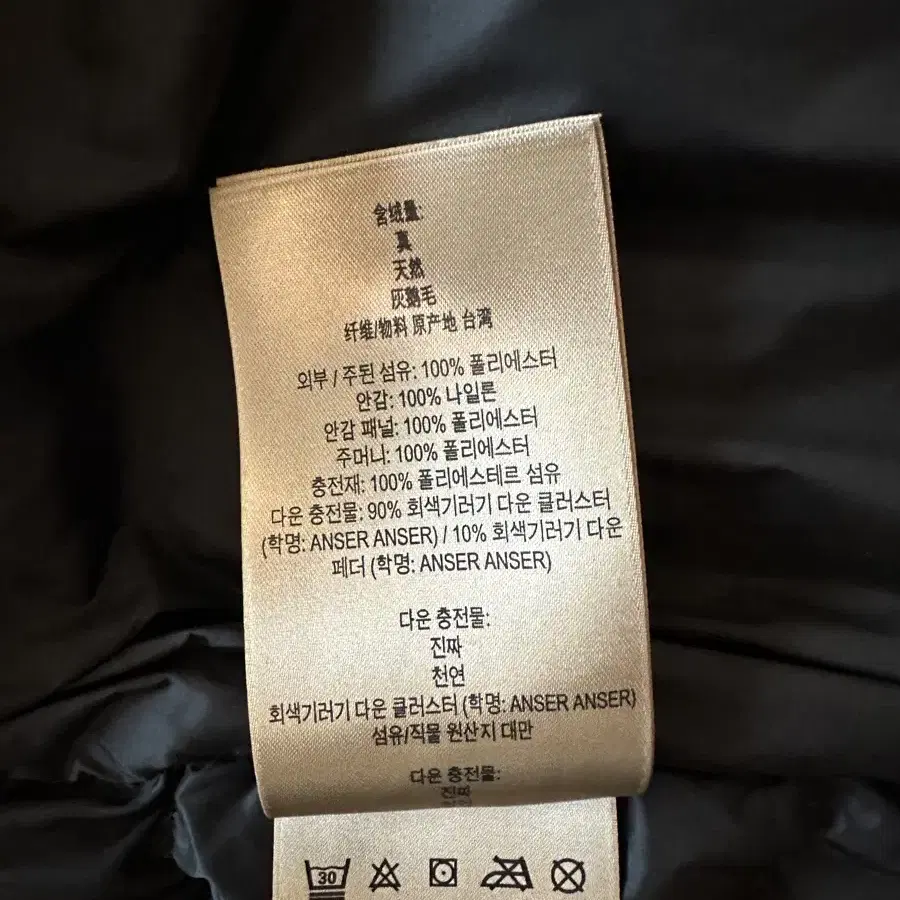 含绒量:
真
天然
灰鹅毛
纤维/物料 原产地 台湾
외부 / 주된 섬유: 100% 폴리에스터
안감: 100% 나일론
안감 패널: 100% 폴리에스터
주머니: 100% 폴리에스터
충전재: 100% 폴리에스테르 섬유
다운 충전물: 90% 회색기러기 다운 클러스터
(학명: ANSER ANSER) / 10% 회색기러기 다운
페더 (학명: ANSER ANSER)
다운 충전물:
진짜
천연
회색기러기 다운 클러스터 (학명: ANSER ANSER)
섬유/직물 원산지 대만
다운 충전물:
진짜
30